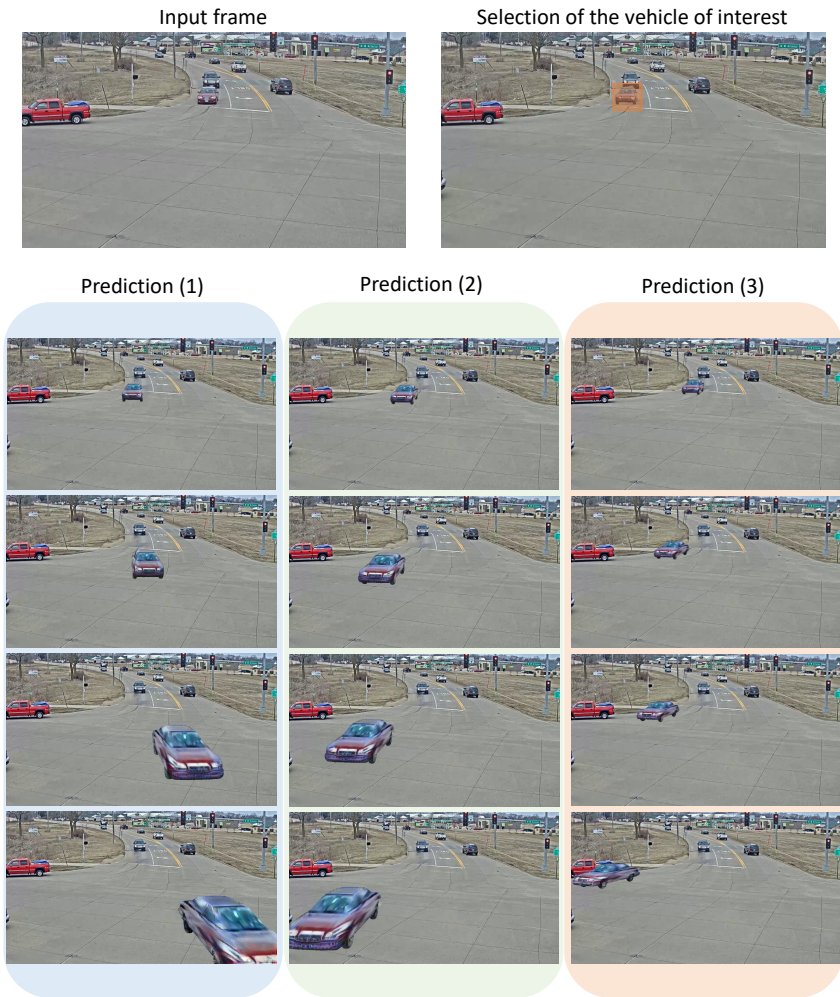 Input frame
Selection of the vehicle of interest
Prediction (1)
Prediction (2)
Prediction (3)